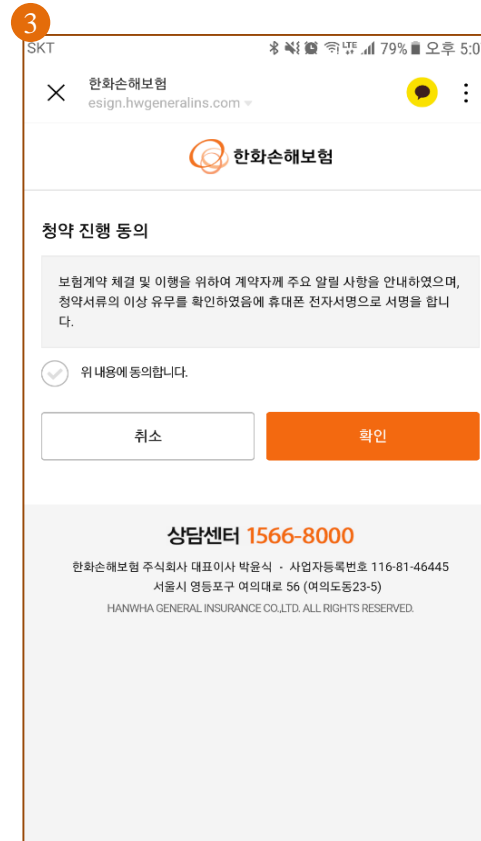 3
SKT 79% 오후 5:0
한화손해보험
esign.hwgeneralins.com
한화손해보험
청약 진행 동의
보험계약 체결 및 이행을 위하여 계약자께 주요 알릴 사항을 안내하였으며,
청약서류의 이상 유무를 확인하였음에 휴대폰 전자서명으로 서명을 합니
다.
위 내용에 동의합니다.
취소 확인
상담센터 1566-8000
한화손해보험 주식회사 대표이사 박윤식 · 사업자등록번호 116-81-46445
서울시 영등포구 여의대로 56 (여의도동23-5)
HANWHA GENERAL INSURANCE CO.,LTD. ALL RIGHTS RESERVED.